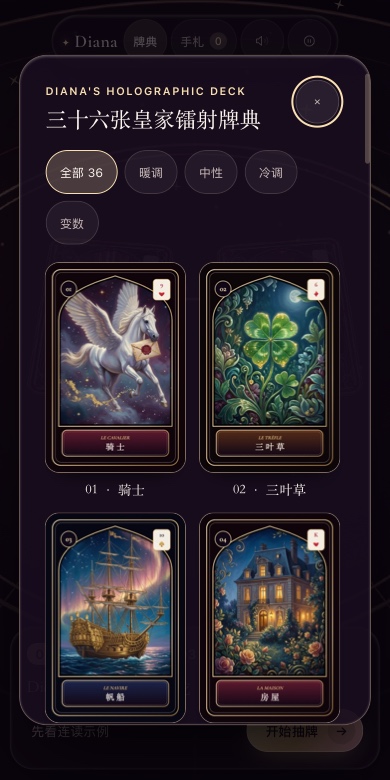 ✦ Diana 牌典 手札 0
DIANA'S HOLOGRAPHIC DECK
三十六张皇家镭射牌典
×
全部 36 暖调 中性 冷调
变数
01
LE CAVALIER
骑士
01 · 骑士
02
6
LE TRÈFLE
三叶草
02 · 三叶草
03
10
LE NAVIRE
帆船
04
K
LA MAISON
房屋
先看连读示例
开始抽牌 →